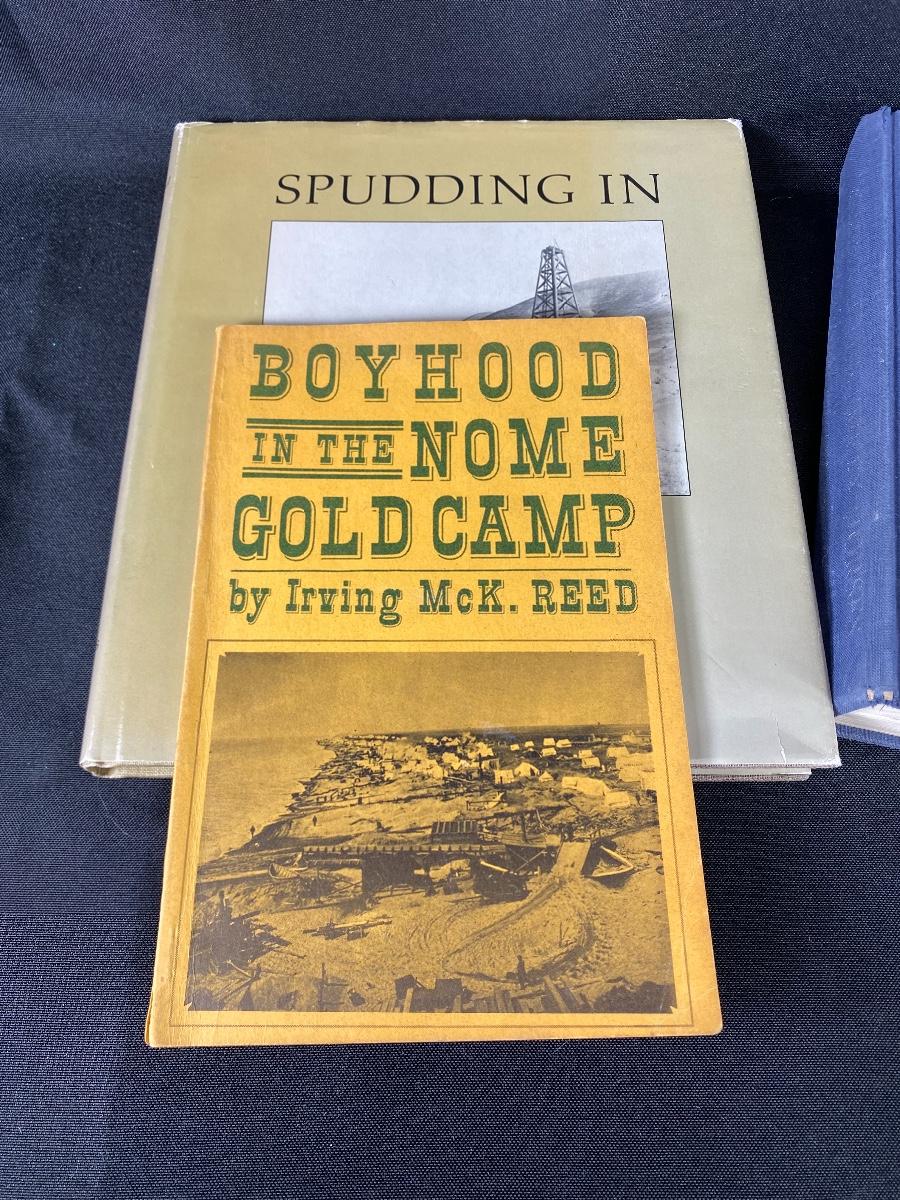 SPUDDING IN
BOYHOOD
IN THE NOME
GOLD CAMP
by Irving McK. REED